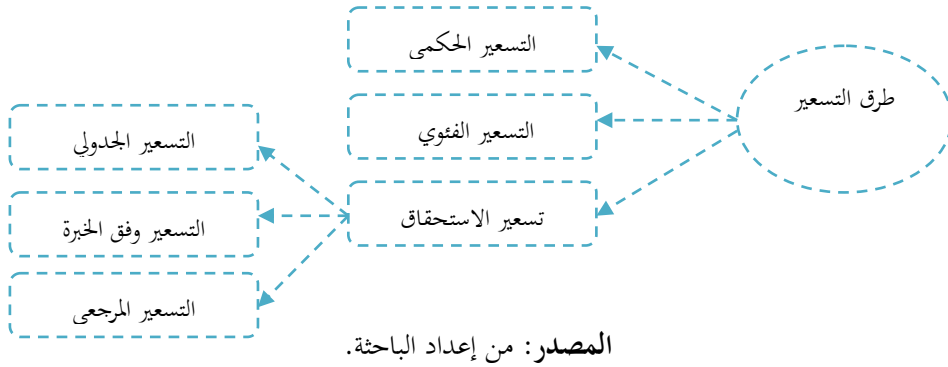 طرق التسعير
التسعير الحكمى
التسعير الفئوي
تسعير الاستحقاق
التسعير الجدولي
التسعير وفق الخبرة
التسعير المرجعى
المصدر: من إعداد الباحثة.